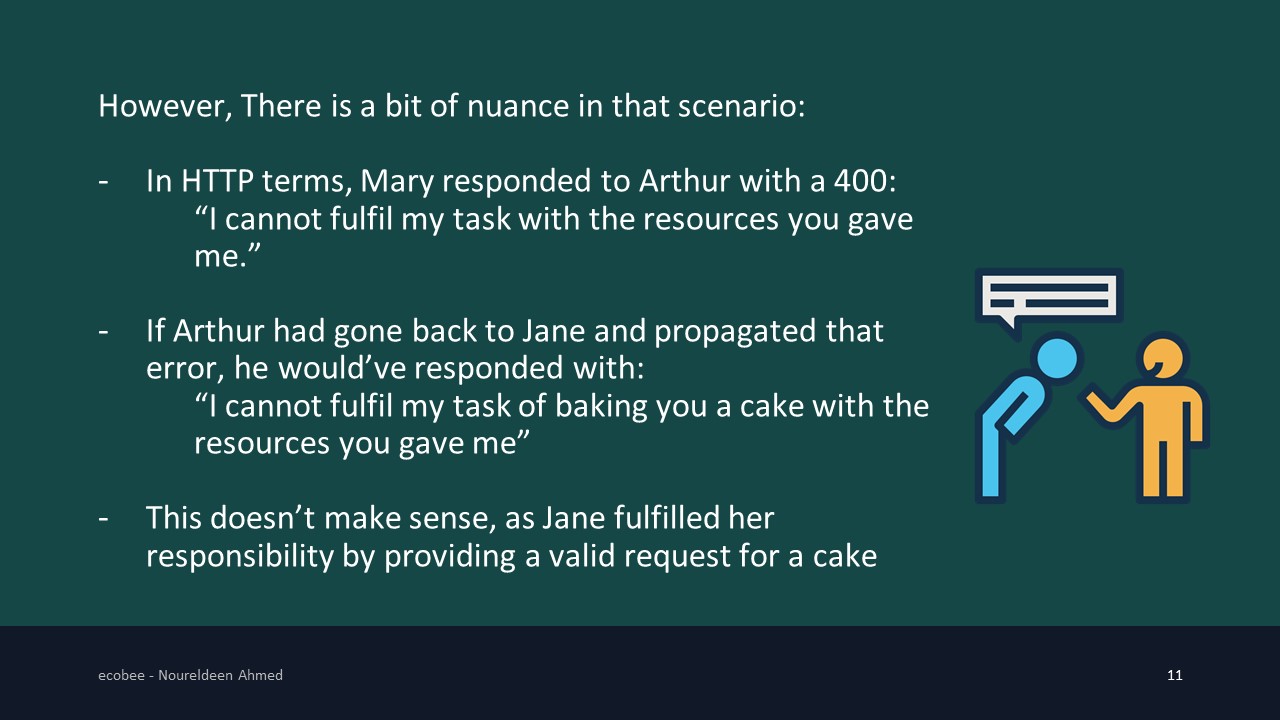 However, There is a bit of nuance in that scenario:
- In HTTP terms, Mary responded to Arthur with a 400:
“I cannot fulfil my task with the resources you gave
me.”
- If Arthur had gone back to Jane and propagated that
error, he would’ve responded with:
“I cannot fulfil my task of baking you a cake with the
resources you gave me”
- This doesn’t make sense, as Jane fulfilled her
responsibility by providing a valid request for a cake
ecobee - Noureldeen Ahmed
11